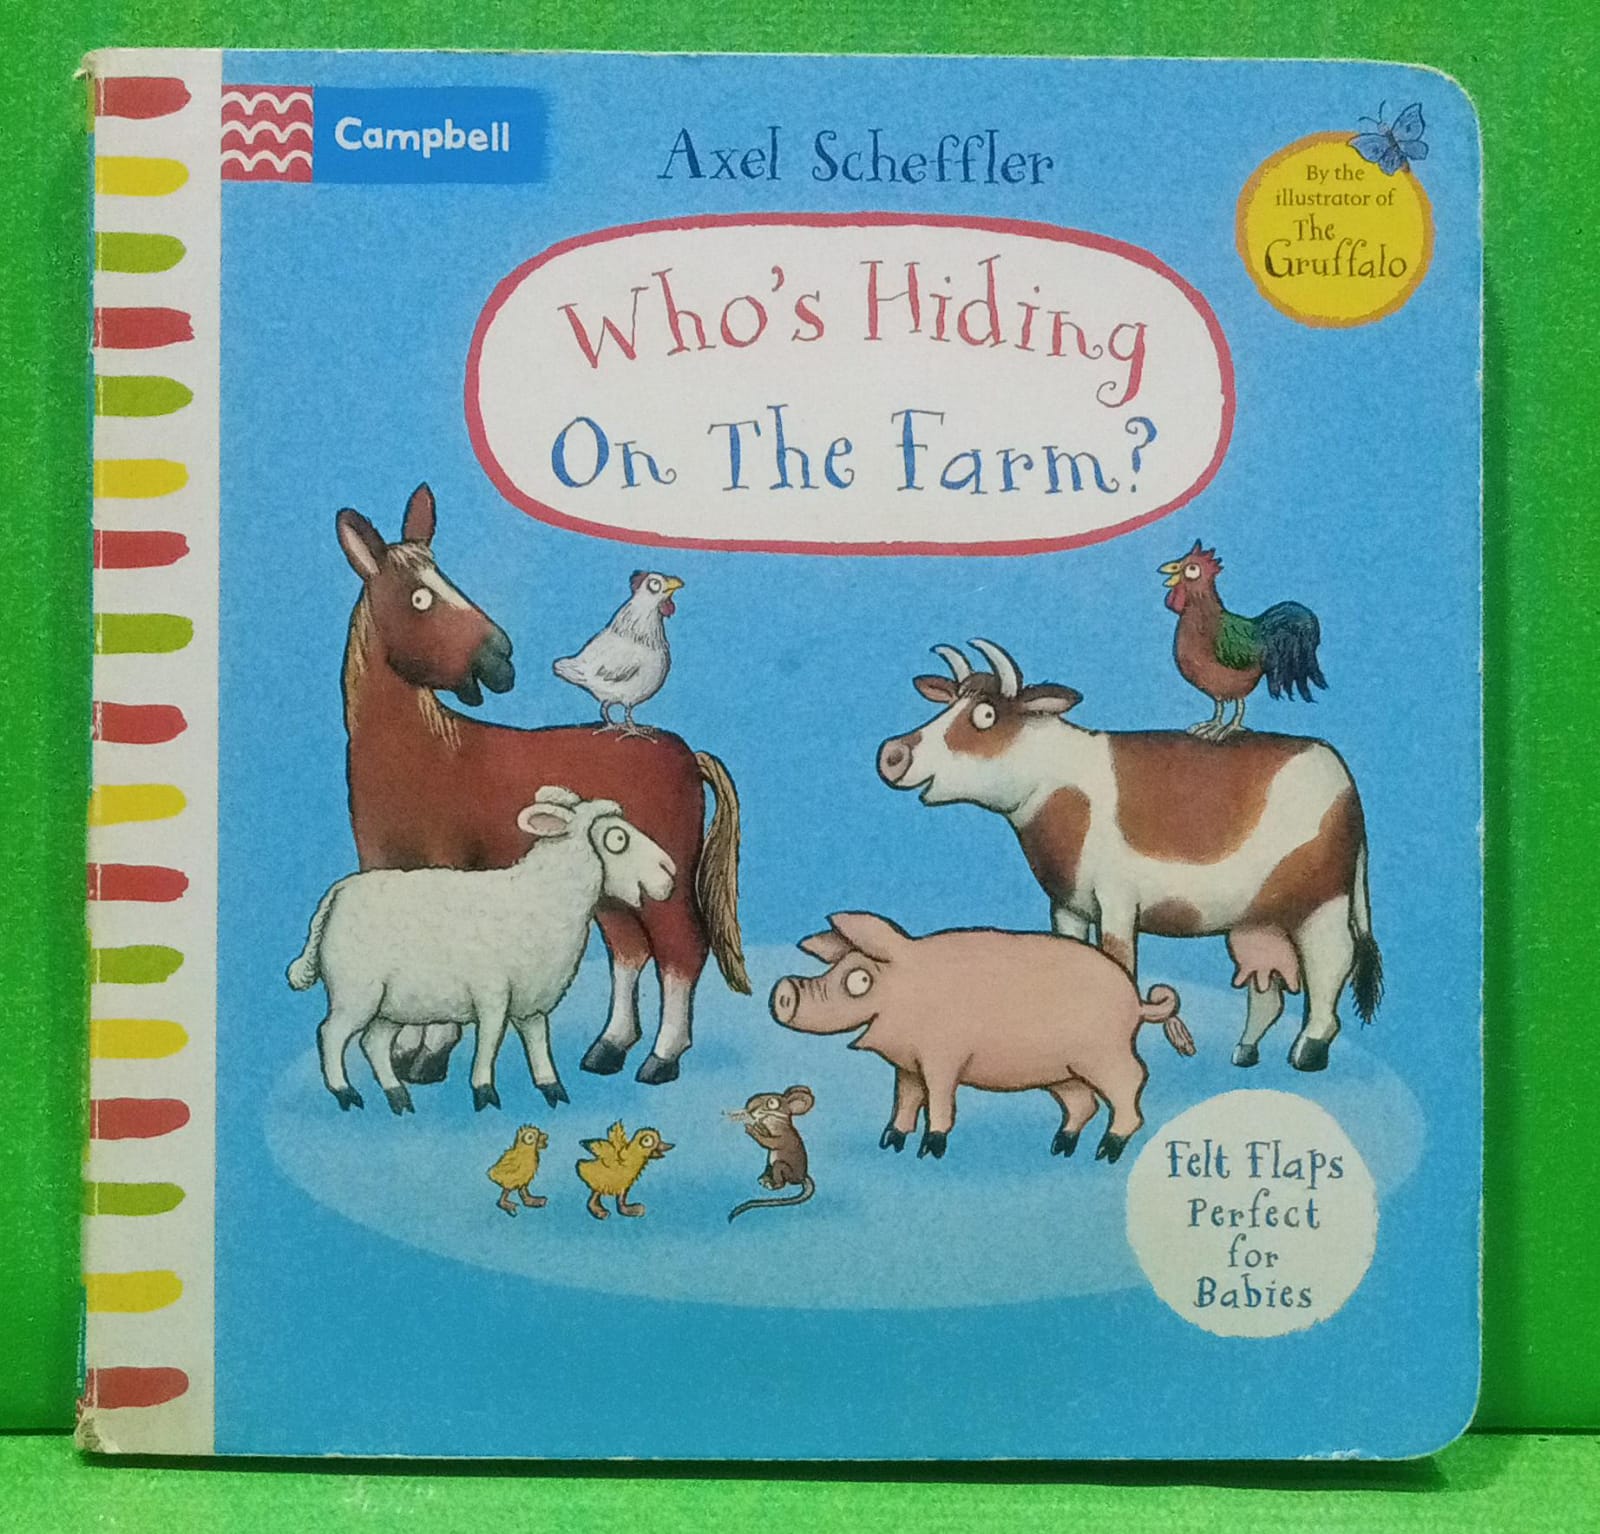 Campbell
Axel Scheffler
By the
illustrator of
The
Gruffalo
Who's Hiding
On The Farm?
Felt Flaps
Perfect
for
Babies